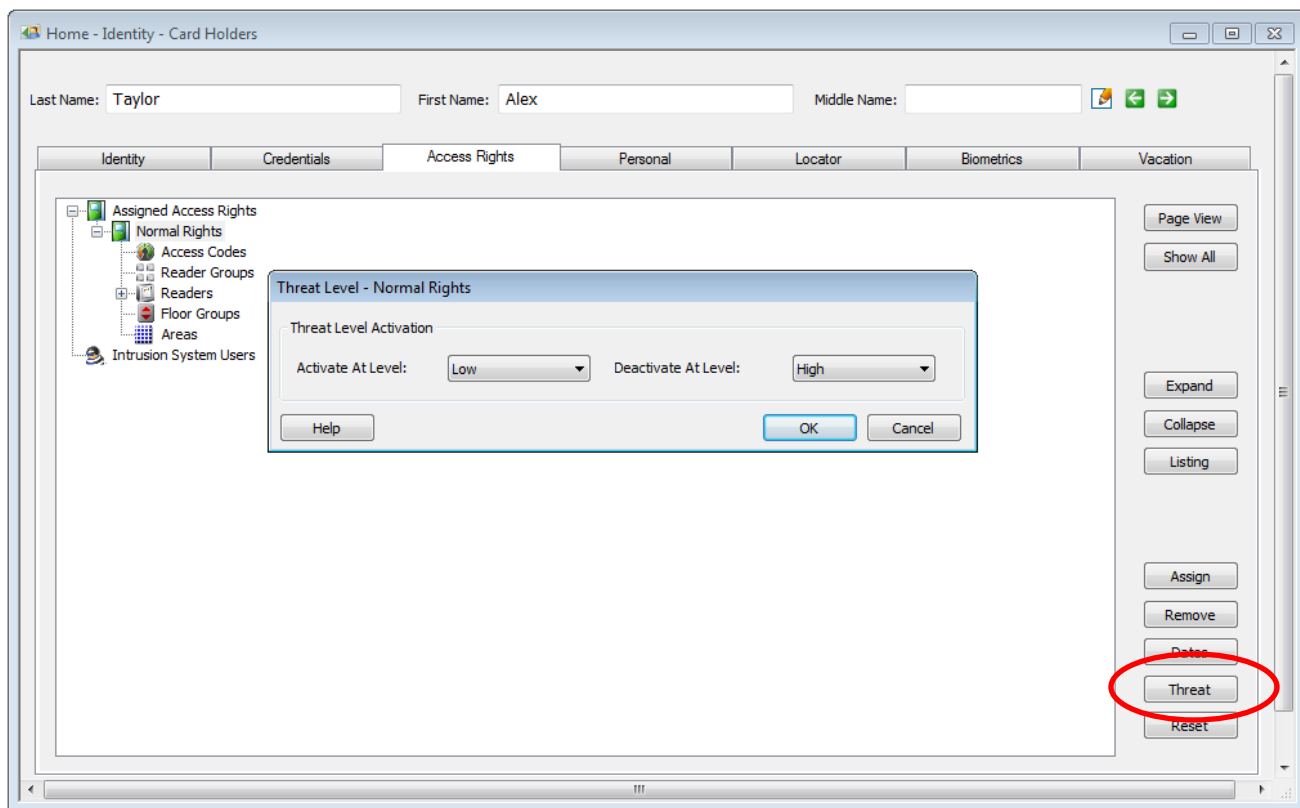 Home - Identity - Card Holders
Last Name: Taylor First Name: Alex Middle Name:
Identity Credentials Access Rights Personal Locator Biometrics Vacation
Assigned Access Rights
Normal Rights
Access Codes
Reader Groups
Readers
Floor Groups
Areas
Intrusion System Users
Threat Level - Normal Rights
Threat Level Activation
Activate At Level: Low Deactivate At Level: High
Help OK Cancel
Page View
Show All
Expand
Collapse
Listing
Assign
Remove
Dates
Threat
Reset